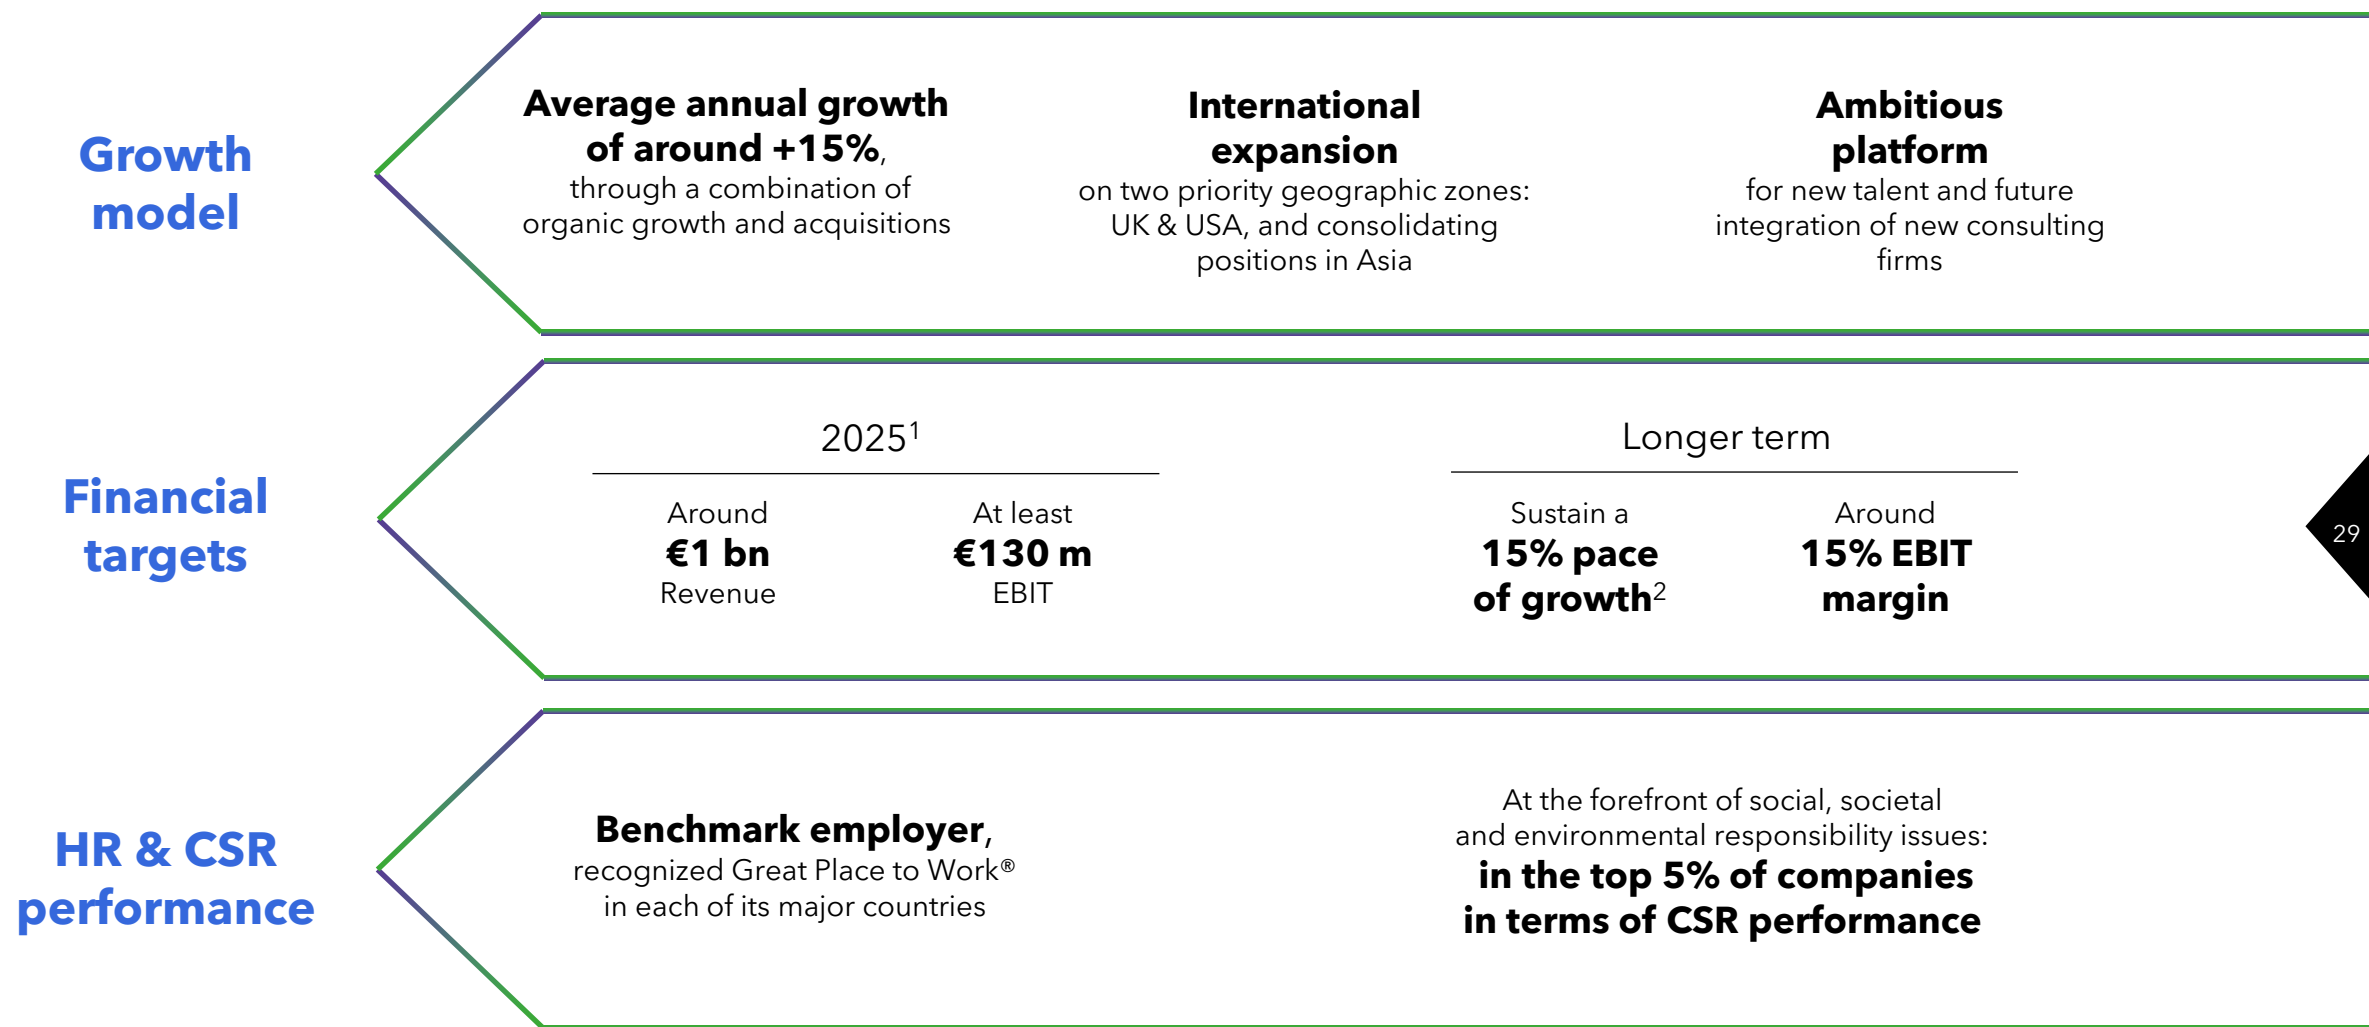 Growth
model
Average annual growth
of around +15%,
through a combination of
organic growth and acquisitions
International
expansion
on two priority geographic zones:
UK & USA, and consolidating
positions in Asia
Ambitious
platform
for new talent and future
integration of new consulting
firms
Financial
targets
2025¹
Around
€1 bn
Revenue
At least
€130 m
EBIT
Longer term
Sustain a
15% pace
of growth²
Around
15% EBIT
margin
29
HR & CSR
performance
Benchmark employer,
recognized Great Place to Work®
in each of its major countries
At the forefront of social, societal
and environmental responsibility issues:
in the top 5% of companies
in terms of CSR performance